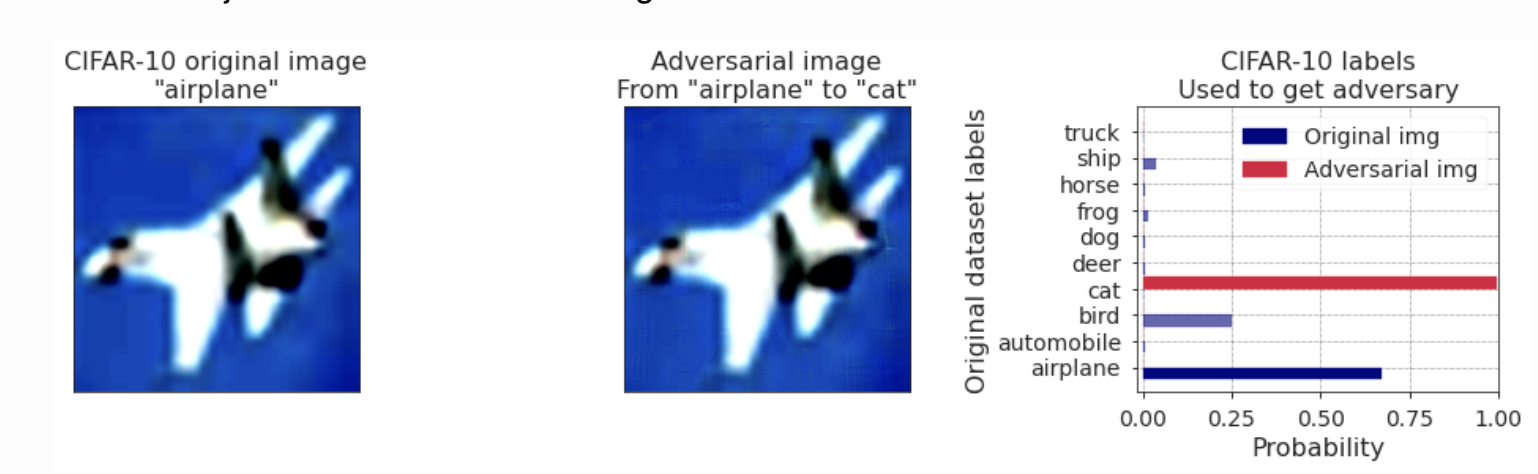 CIFAR-10 original image
"airplane"
Adversarial image
From "airplane" to "cat"
CIFAR-10 labels
Used to get adversary
Original dataset labels
truck
ship
horse
frog
dog
deer
cat
bird
automobile
airplane
Original img
Adversarial img
0.00 0.25 0.50 0.75 1.00
Probability